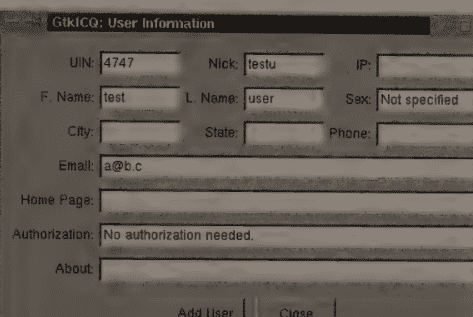 GtkICQ: User Information
UIN: 4747 Nick: testu IP:
F. Name: test L. Name: user Sex: Not specified
City: State: Phone:
Email: a@b.c
Home Page:
Authorization: No authorization needed.
About:
Add User Close